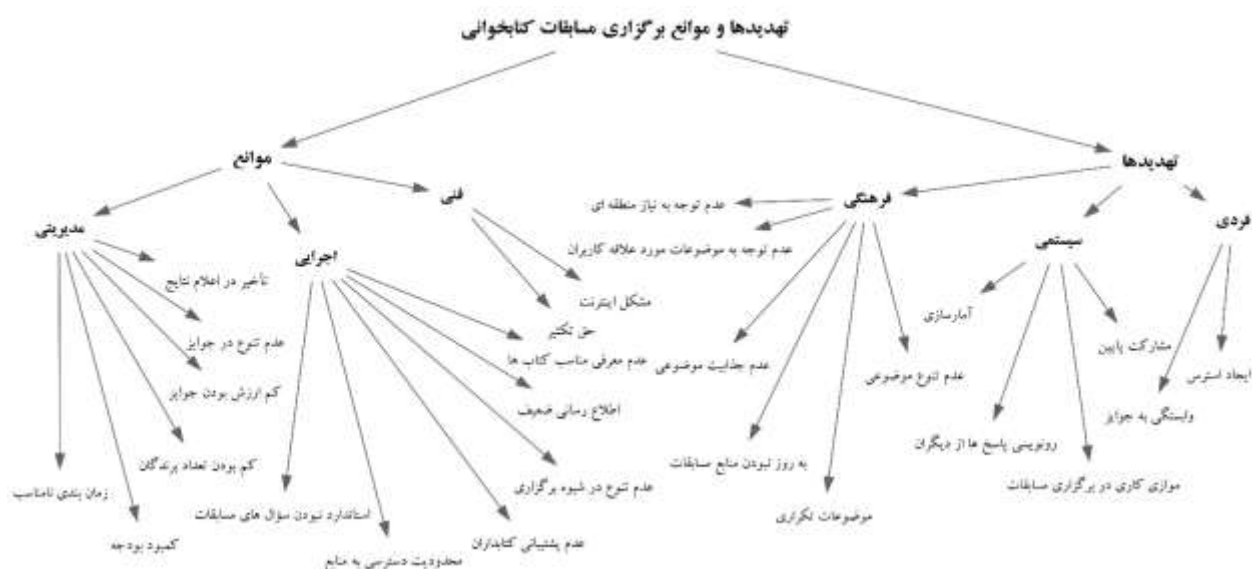 تهدیدها و موانع برگزاری مسابقات کتابخوانی
تهدیدها
موانع
فردی
ایجاد استرس
وابستگی به جوایز
سیستمی
مشارکت پایین
موازی کاری در برگزاری مسابقات
رونویسی پاسخ ها از دیگران
آمارسازی
فرهنگی
عدم توجه به نیاز منطقه ای
عدم توجه به موضوعات مورد علاقه کاربران
عدم جذابیت موضوعی
به روز نبودن منابع مسابقات
موضوعات تکراری
عدم تنوع موضوعی
فنی
مشکل اینترنت
حق تکثیر
اجرایی
عدم معرفی مناسب کتاب ها
اطلاع رسانی ضعیف
عدم تنوع در شیوه برگزاری
عدم پشتیبانی کتابداران
محدودیت دسترسی به منابع
استاندارد نبودن سؤال های مسابقات
مدیریتی
تأخیر در اعلام نتایج
عدم تنوع در جوایز
کم ارزش بودن جوایز
کم بودن تعداد برندگان
کمبود بودجه
زمان بندی نامناسب